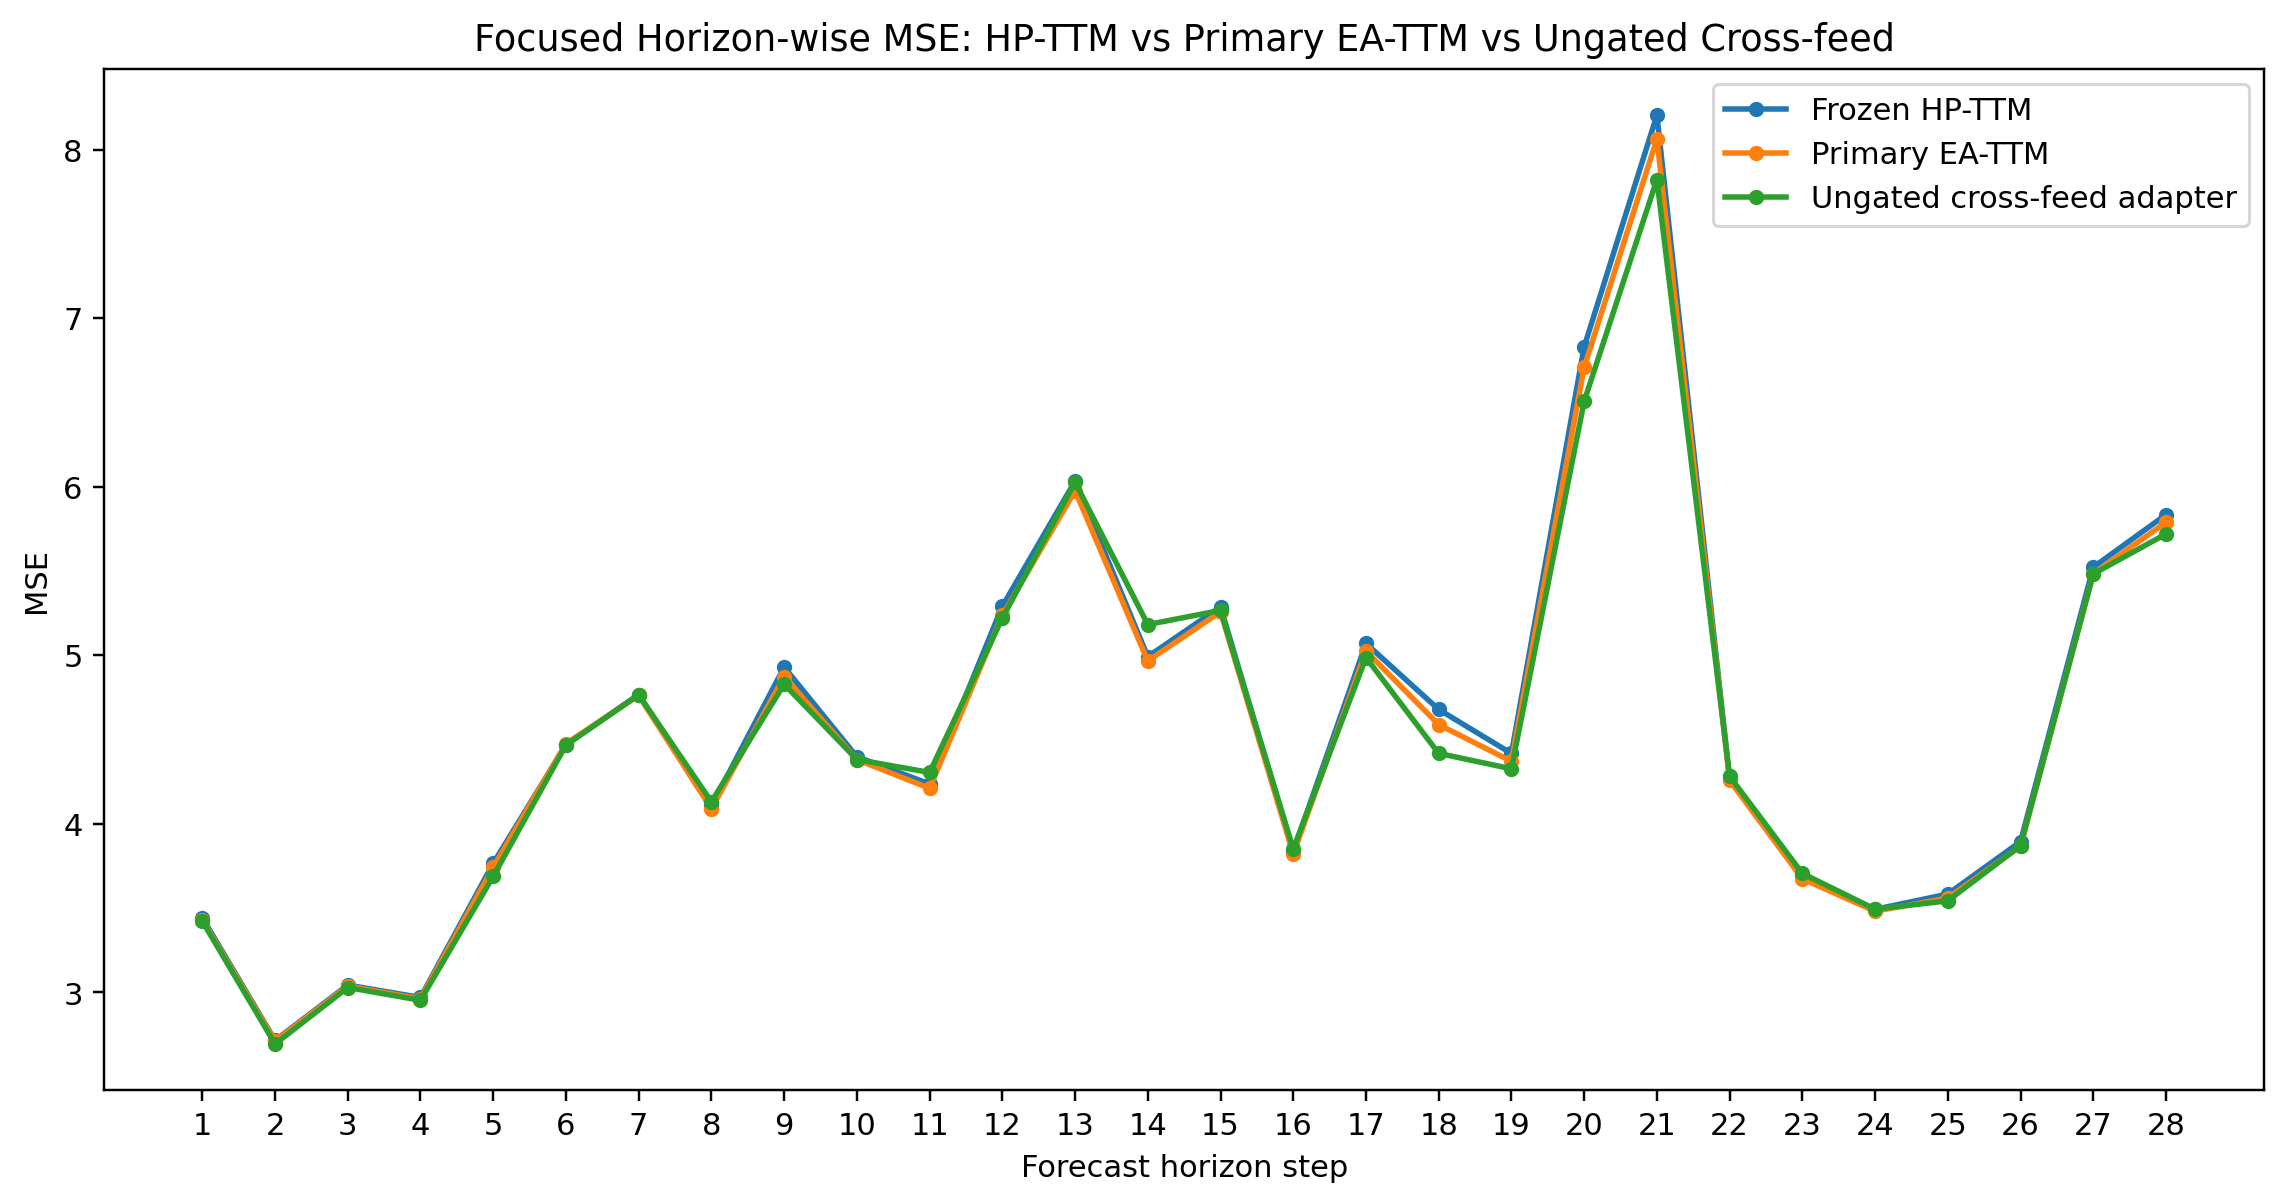 Focused Horizon-wise MSE: HP-TTM vs Primary EA-TTM vs Ungated Cross-feed
Frozen HP-TTM
Primary EA-TTM
Ungated cross-feed adapter
8
7
6
5
4
3
MSE
1 2 3 4 5 6 7 8 9 10 11 12 13 14 15 16 17 18 19 20 21 22 23 24 25 26 27 28
Forecast horizon step